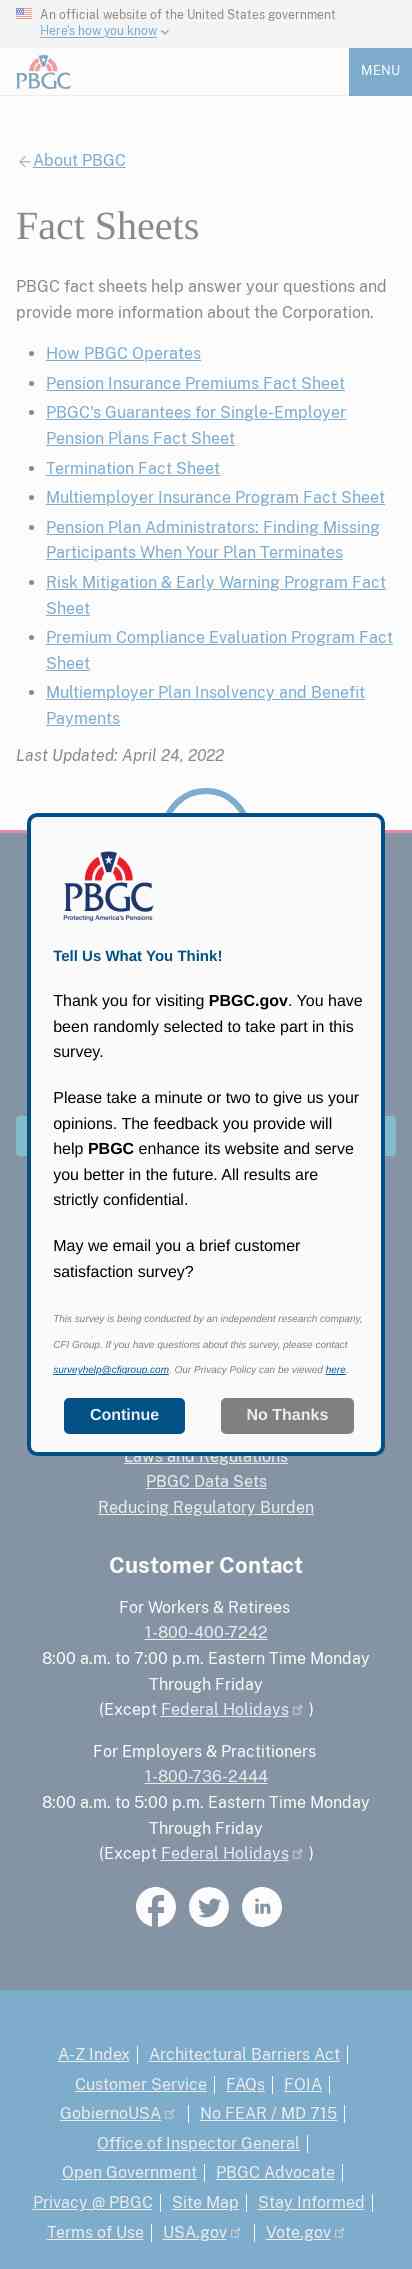 An official website of the United States government
Here's how you know
PBGC
MENU
About PBGC
Fact Sheets
PBGC fact sheets help answer your questions and
provide more information about the Corporation.
How PBGC Operates
Pension Insurance Premiums Fact Sheet
PBGC's Guarantees for Single-Employer
Pension Plans Fact Sheet
Termination Fact Sheet
Multiemployer Insurance Program Fact Sheet
Pension Plan Administrators: Finding Missing
Participants When Your Plan Terminates
Risk Mitigation & Early Warning Program Fact
Sheet
Premium Compliance Evaluation Program Fact
Sheet
Multiemployer Plan Insolvency and Benefit
Payments
Last Updated: April 24, 2022
PBGC
Protecting America's Pensions
Tell Us What You Think!
Thank you for visiting PBGC.gov. You have
been randomly selected to take part in this
survey.
Please take a minute or two to give us your
opinions. The feedback you provide will
help PBGC enhance its website and serve
you better in the future. All results are
strictly confidential.
May we email you a brief customer
satisfaction survey?
This survey is being conducted by an independent research company,
CFI Group. If you have questions about this survey, please contact
surveyhelp@cfigroup.com. Our Privacy Policy can be viewed here.
Continue
No Thanks
Laws and Regulations
PBGC Data Sets
Reducing Regulatory Burden
Customer Contact
For Workers & Retirees
1-800-400-7242
8:00 a.m. to 7:00 p.m. Eastern Time Monday
Through Friday
(Except Federal Holidays )
For Employers & Practitioners
1-800-736-2444
8:00 a.m. to 5:00 p.m. Eastern Time Monday
Through Friday
(Except Federal Holidays )
A-Z Index | Architectural Barriers Act |
Customer Service | FAQs | FOIA |
GobiernoUSA | No FEAR / MD 715 |
Office of Inspector General |
Open Government | PBGC Advocate |
Privacy @ PBGC | Site Map | Stay Informed |
Terms of Use | USA.gov | Vote.gov